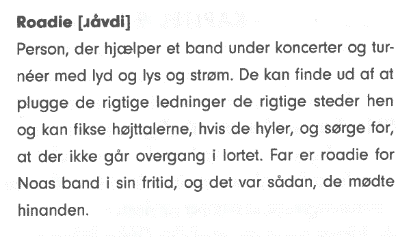 Roadie [ɹåvdi]
Person, der hjælper et band under koncerter og tur-
néer med lyd og lys og strøm. De kan finde ud af at
plugge de rigtige ledninger de rigtige steder hen
og kan fikse højttalerne, hvis de hyler, og sørge for,
at der ikke går overgang i lortet. Far er roadie for
Noas band i sin fritid, og det var sådan, de mødte
hinanden.